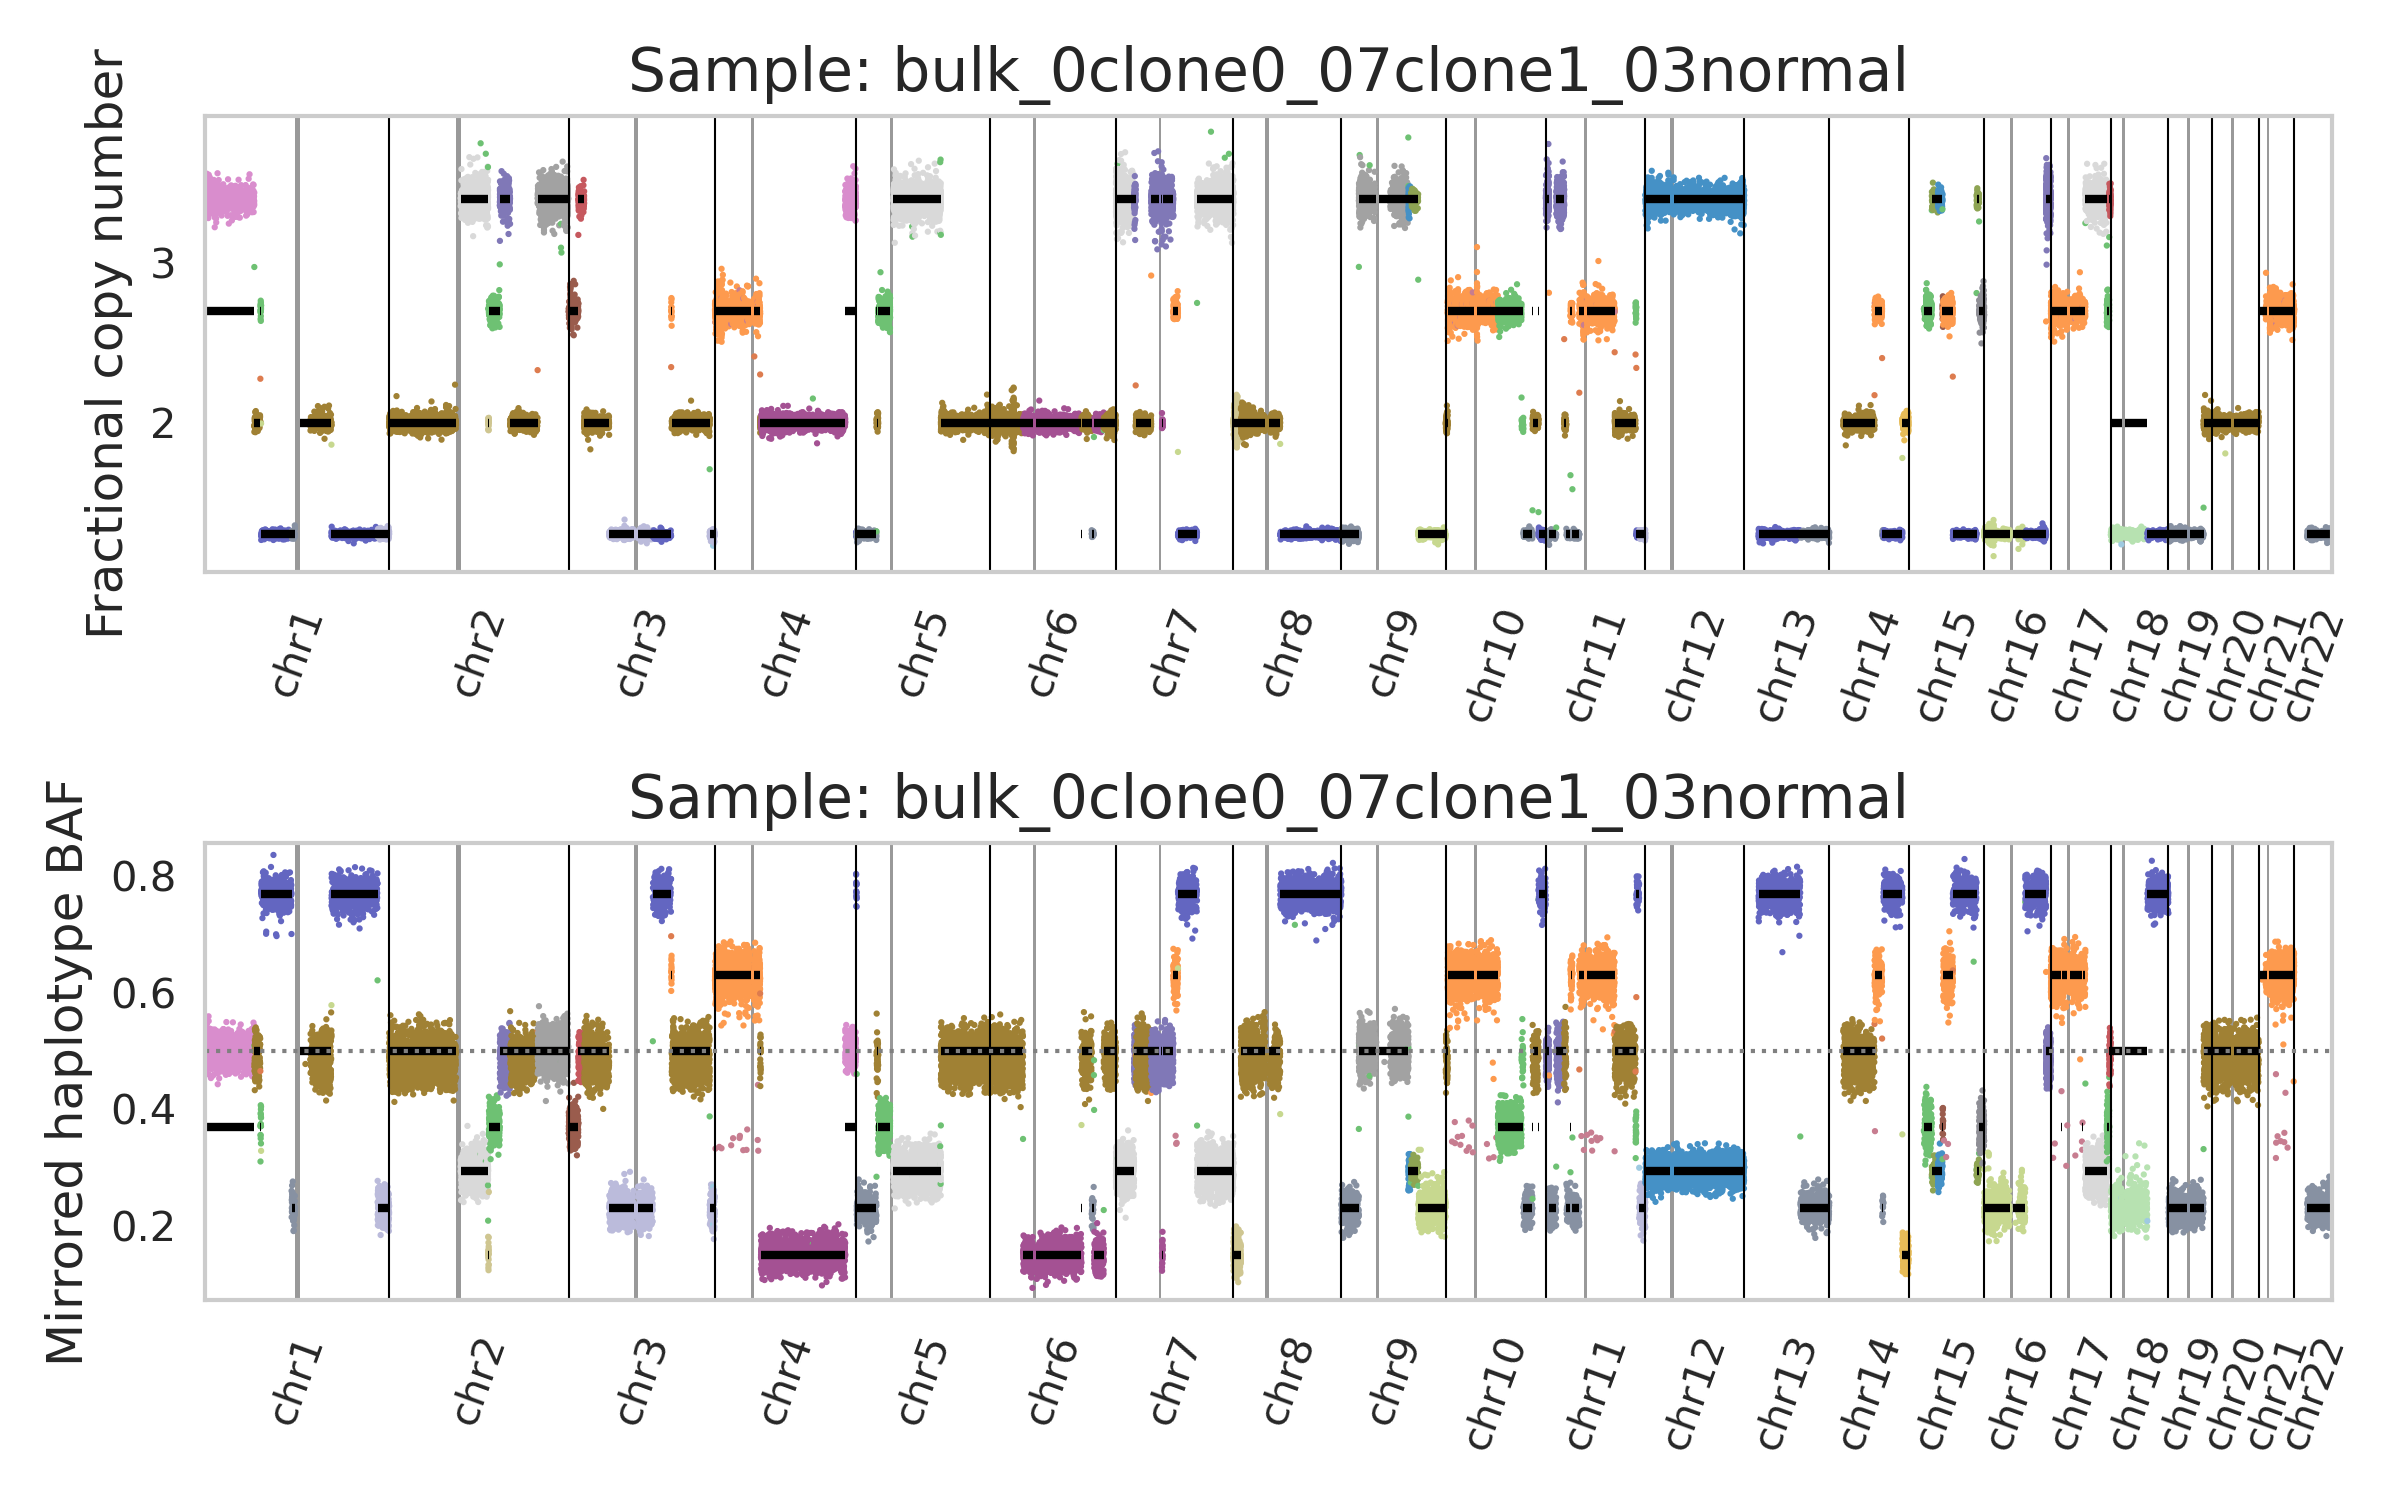 Sample: bulk_0clone0_07clone1_03normal
Fractional copy number
3
2
chr1 chr2 chr3 chr4 chr5 chr6 chr7 chr8 chr9 chr10 chr11 chr12 chr13 chr14 chr15 chr16 chr17 chr18 chr19 chr20 chr21 chr22
Sample: bulk_0clone0_07clone1_03normal
Mirrored haplotype BAF
0.8
0.6
0.4
0.2
chr1 chr2 chr3 chr4 chr5 chr6 chr7 chr8 chr9 chr10 chr11 chr12 chr13 chr14 chr15 chr16 chr17 chr18 chr19 chr20 chr21 chr22